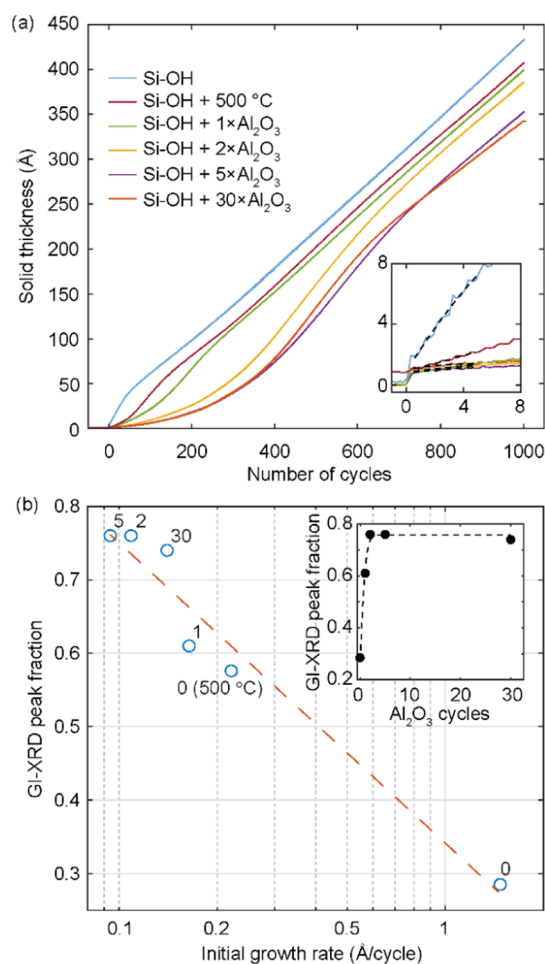 (a)
450
400
350
300
250
200
150
100
50
0
Solid thickness (Å)
Si-OH
Si-OH + 500 °C
Si-OH + 1×Al₂O₃
Si-OH + 2×Al₂O₃
Si-OH + 5×Al₂O₃
Si-OH + 30×Al₂O₃
8
4
0
0 4 8
0 200 400 600 800 1000
Number of cycles
(b)
0.8
0.7
0.6
0.5
0.4
0.3
GI-XRD peak fraction
5 2
30
1
0 (500 °C)
0
0.8
0.6
0.4
0.2
GI-XRD peak fraction
0 10 20 30
Al₂O₃ cycles
0.1 0.5 1
Initial growth rate (Å/cycle)